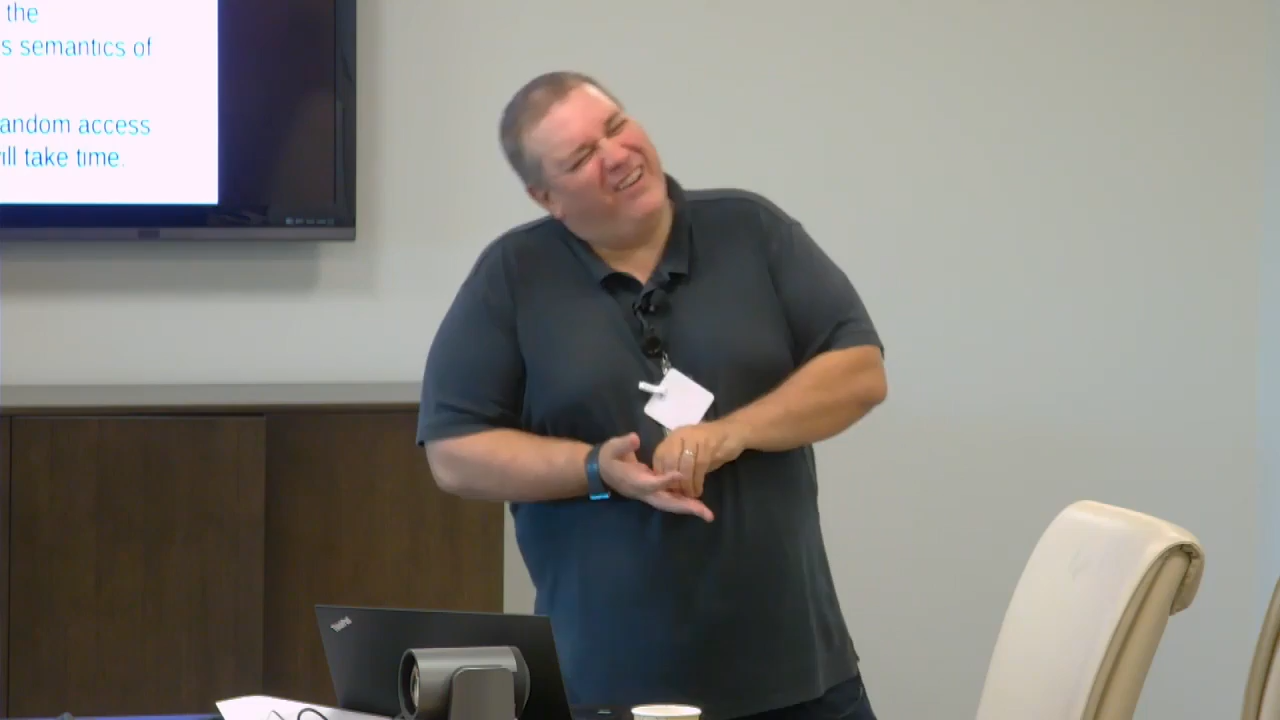 the
s semantics of
andom access
ill take time.
ThinkPad